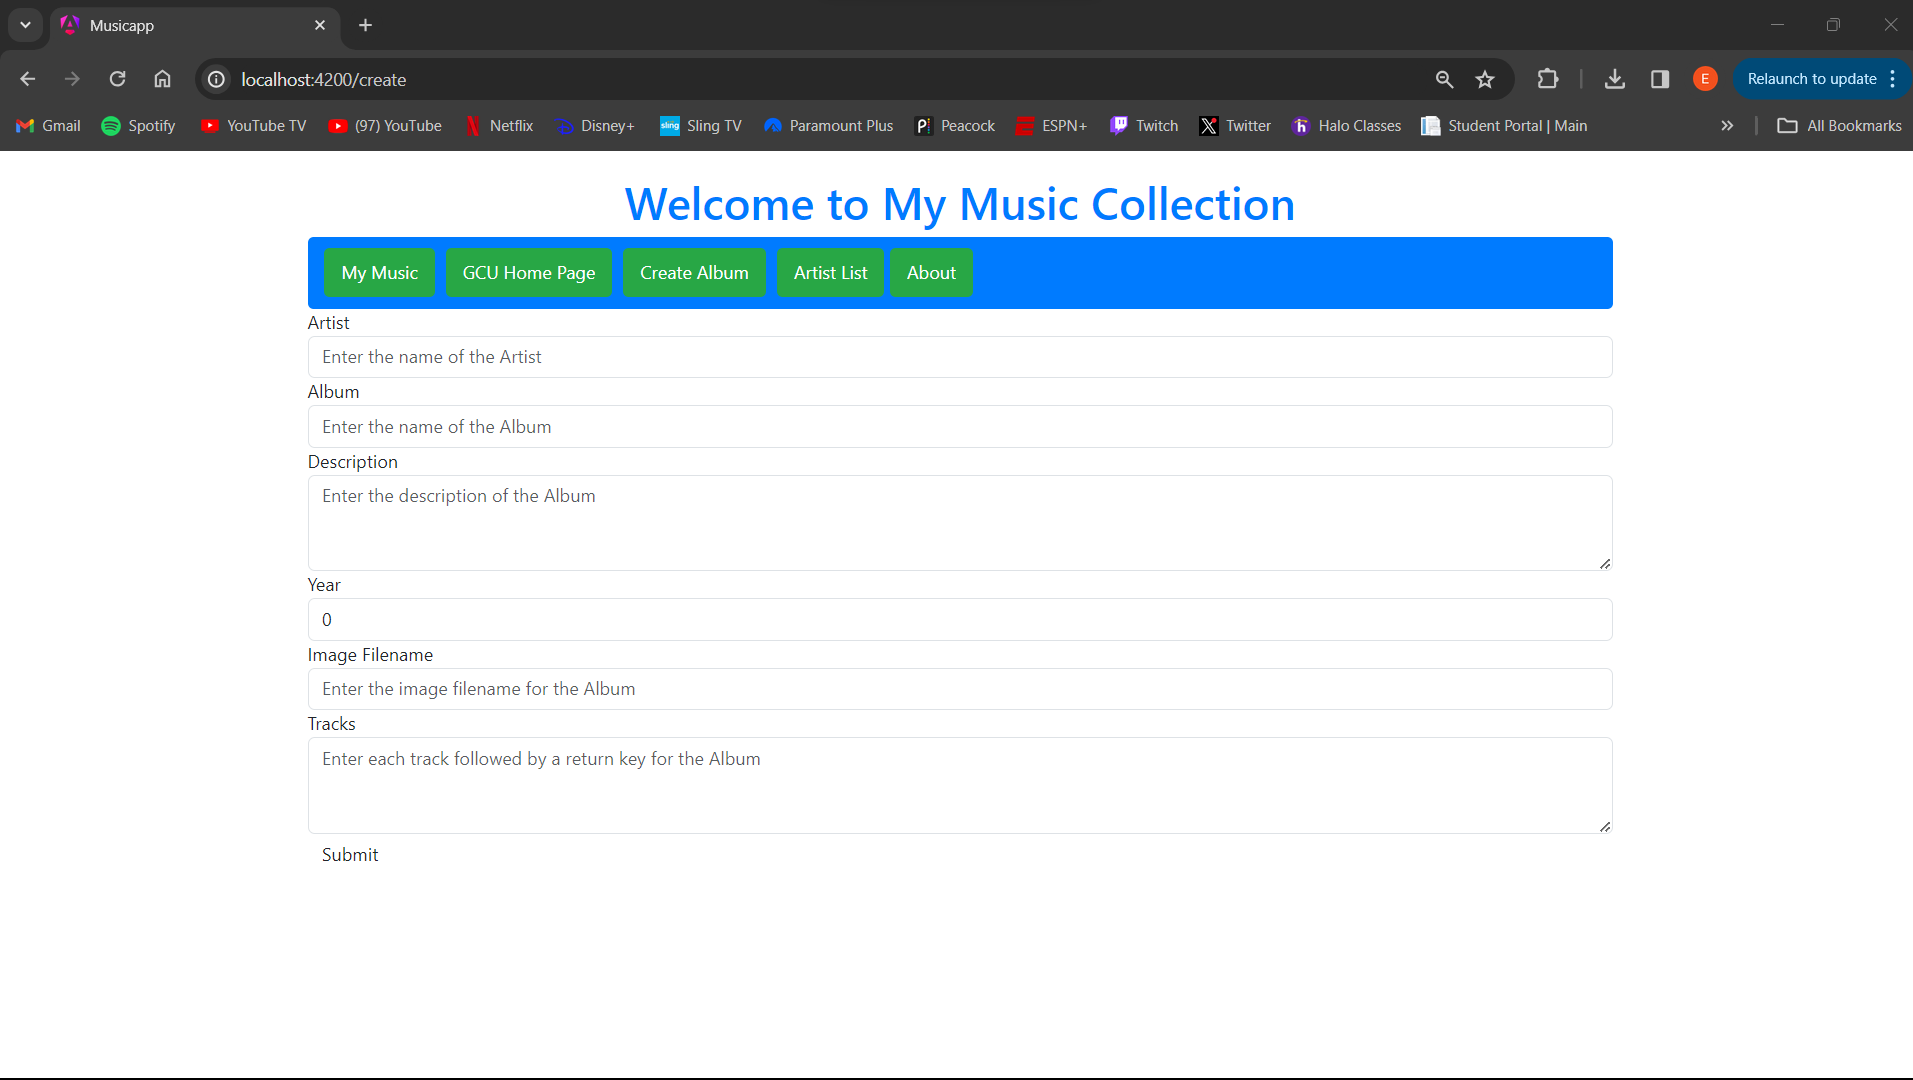 Musicapp
localhost:4200/create
E
Relaunch to update
Gmail Spotify YouTube TV (97) YouTube Netflix Disney+ sling Sling TV Paramount Plus Peacock ESPN+ Twitch Twitter Halo Classes Student Portal | Main » All Bookmarks
Welcome to My Music Collection
My Music GCU Home Page Create Album Artist List About
Artist
Enter the name of the Artist
Album
Enter the name of the Album
Description
Enter the description of the Album
Year
0
Image Filename
Enter the image filename for the Album
Tracks
Enter each track followed by a return key for the Album
Submit